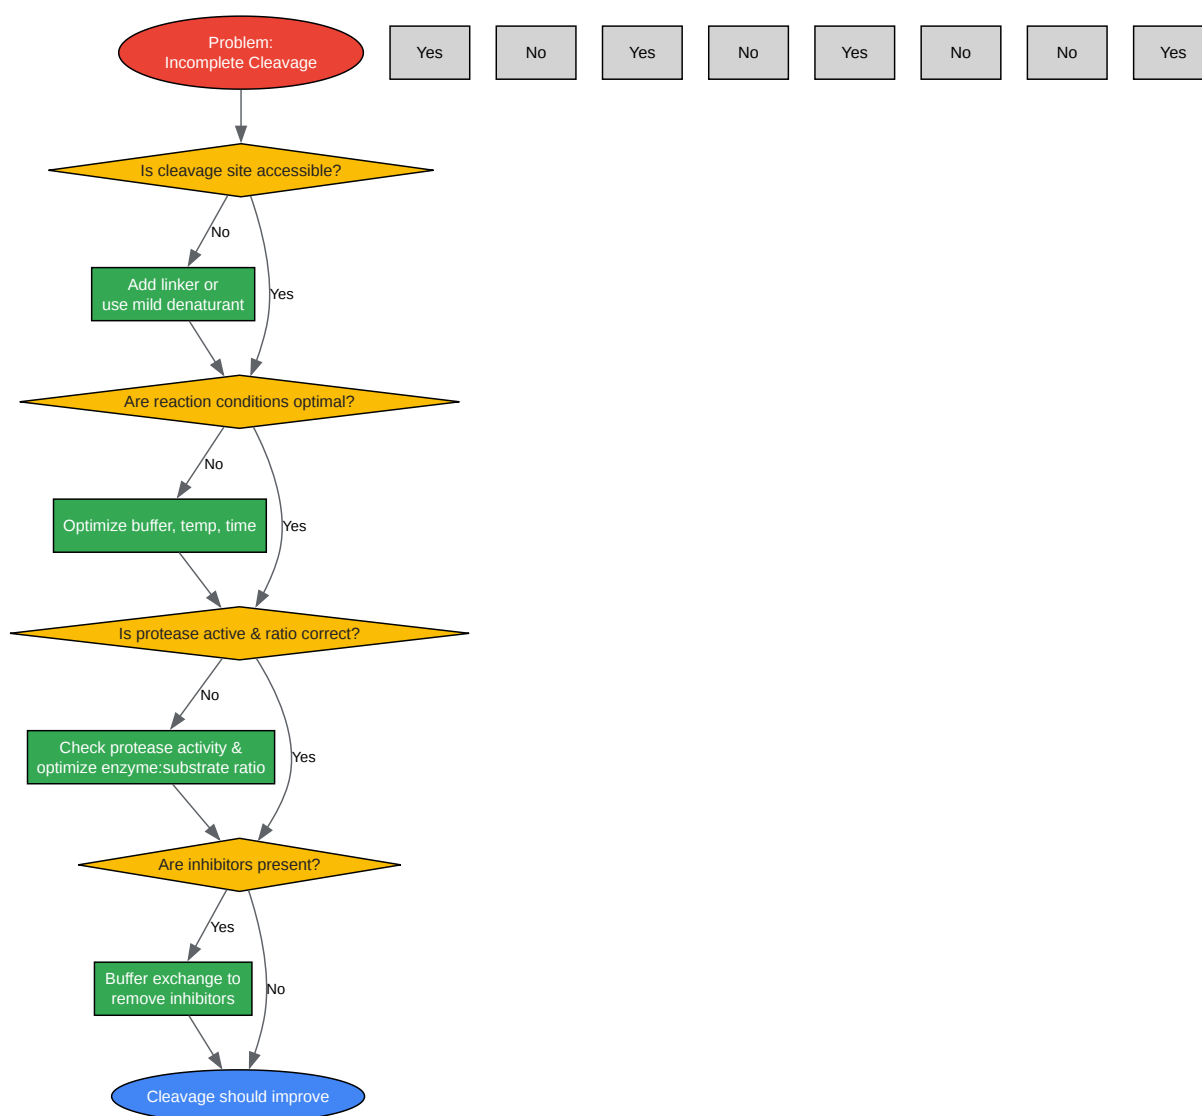 Problem:
Incomplete Cleavage
Yes
No
Yes
No
Yes
No
No
Yes
Is cleavage site accessible?
No
Add linker or
use mild denaturant
Yes
Are reaction conditions optimal?
No
Optimize buffer, temp, time
Yes
Is protease active & ratio correct?
No
Check protease activity &
optimize enzyme:substrate ratio
Yes
Are inhibitors present?
Yes
Buffer exchange to
remove inhibitors
No
Cleavage should improve